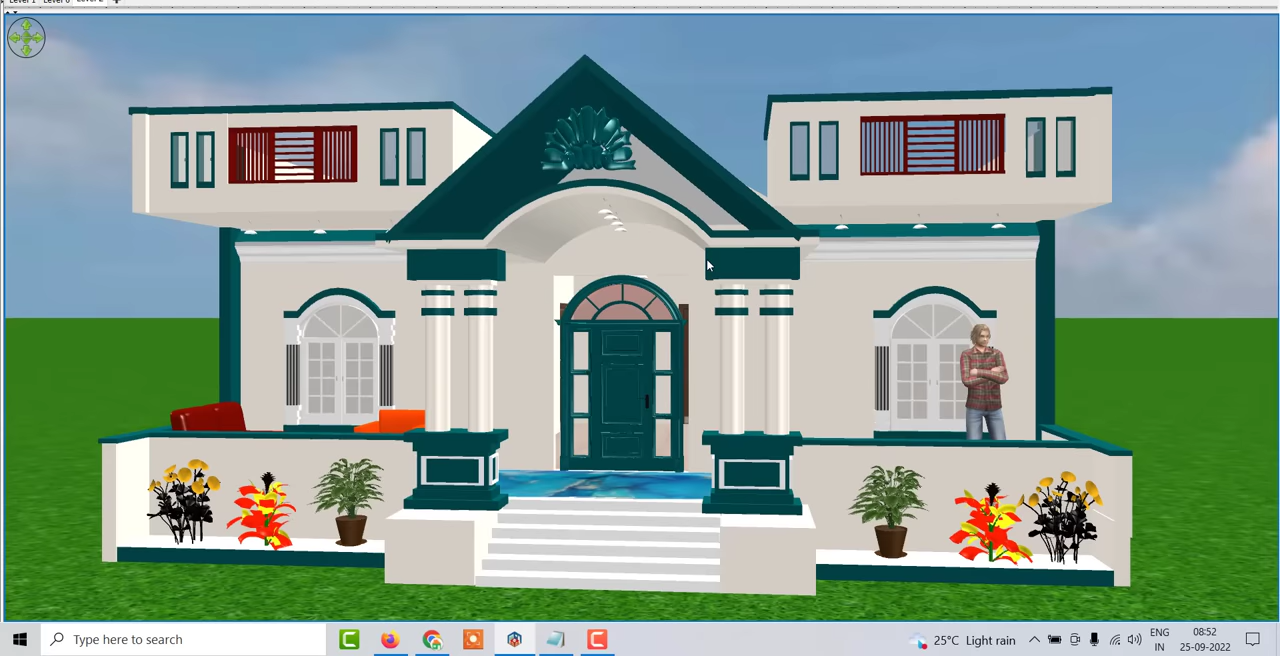 Type here to search
25°C Light rain
ENG
IN
08:52
25-09-2022